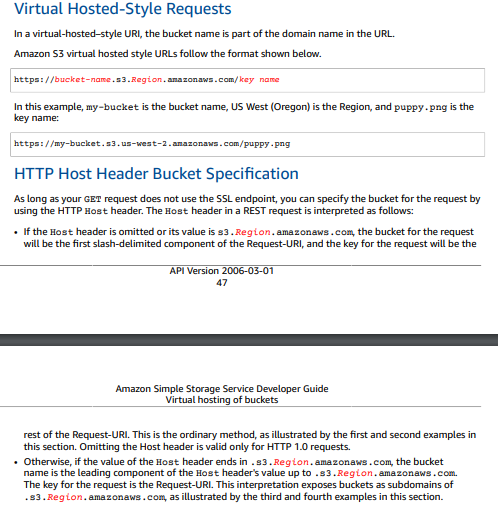 Virtual Hosted-Style Requests
In a virtual-hosted–style URI, the bucket name is part of the domain name in the URL.
Amazon S3 virtual hosted style URLs follow the format shown below.
https://bucket-name.s3.Region.amazonaws.com/key name
In this example, my-bucket is the bucket name, US West (Oregon) is the Region, and puppy.png is the
key name:
https://my-bucket.s3.us-west-2.amazonaws.com/puppy.png
HTTP Host Header Bucket Specification
As long as your GET request does not use the SSL endpoint, you can specify the bucket for the request by
using the HTTP Host header. The Host header in a REST request is interpreted as follows:
• If the Host header is omitted or its value is s3.Region.amazonaws.com, the bucket for the request
will be the first slash-delimited component of the Request-URI, and the key for the request will be the
API Version 2006-03-01
47
Amazon Simple Storage Service Developer Guide
Virtual hosting of buckets
rest of the Request-URI. This is the ordinary method, as illustrated by the first and second examples in
this section. Omitting the Host header is valid only for HTTP 1.0 requests.
• Otherwise, if the value of the Host header ends in .s3.Region.amazonaws.com, the bucket
name is the leading component of the Host header's value up to .s3.Region.amazonaws.com.
The key for the request is the Request-URI. This interpretation exposes buckets as subdomains of
.s3.Region.amazonaws.com, as illustrated by the third and fourth examples in this section.